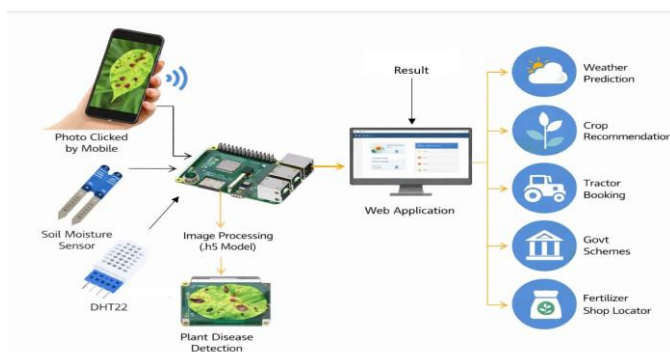 Photo Clicked
by Mobile
Soil Moisture
Sensor
DHT22
Image Processing
(.h5 Model)
Plant Disease
Detection
Result
Web Application
Weather
Prediction
Crop
Recommendation
Tractor
Booking
Govt
Schemes
Fertilizer
Shop Locator